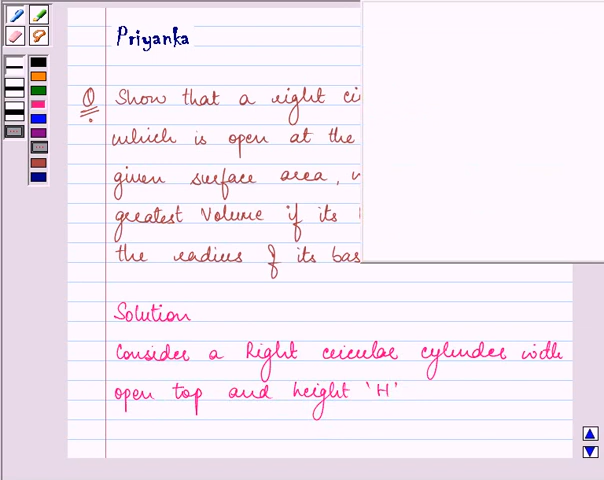 Priyanka
Q Show that a right ci
which is open at the
given surface area,
greatest Volume if its
the radius of its bas
Solution
Consider a Right circular cylinder with
open top and height 'H'